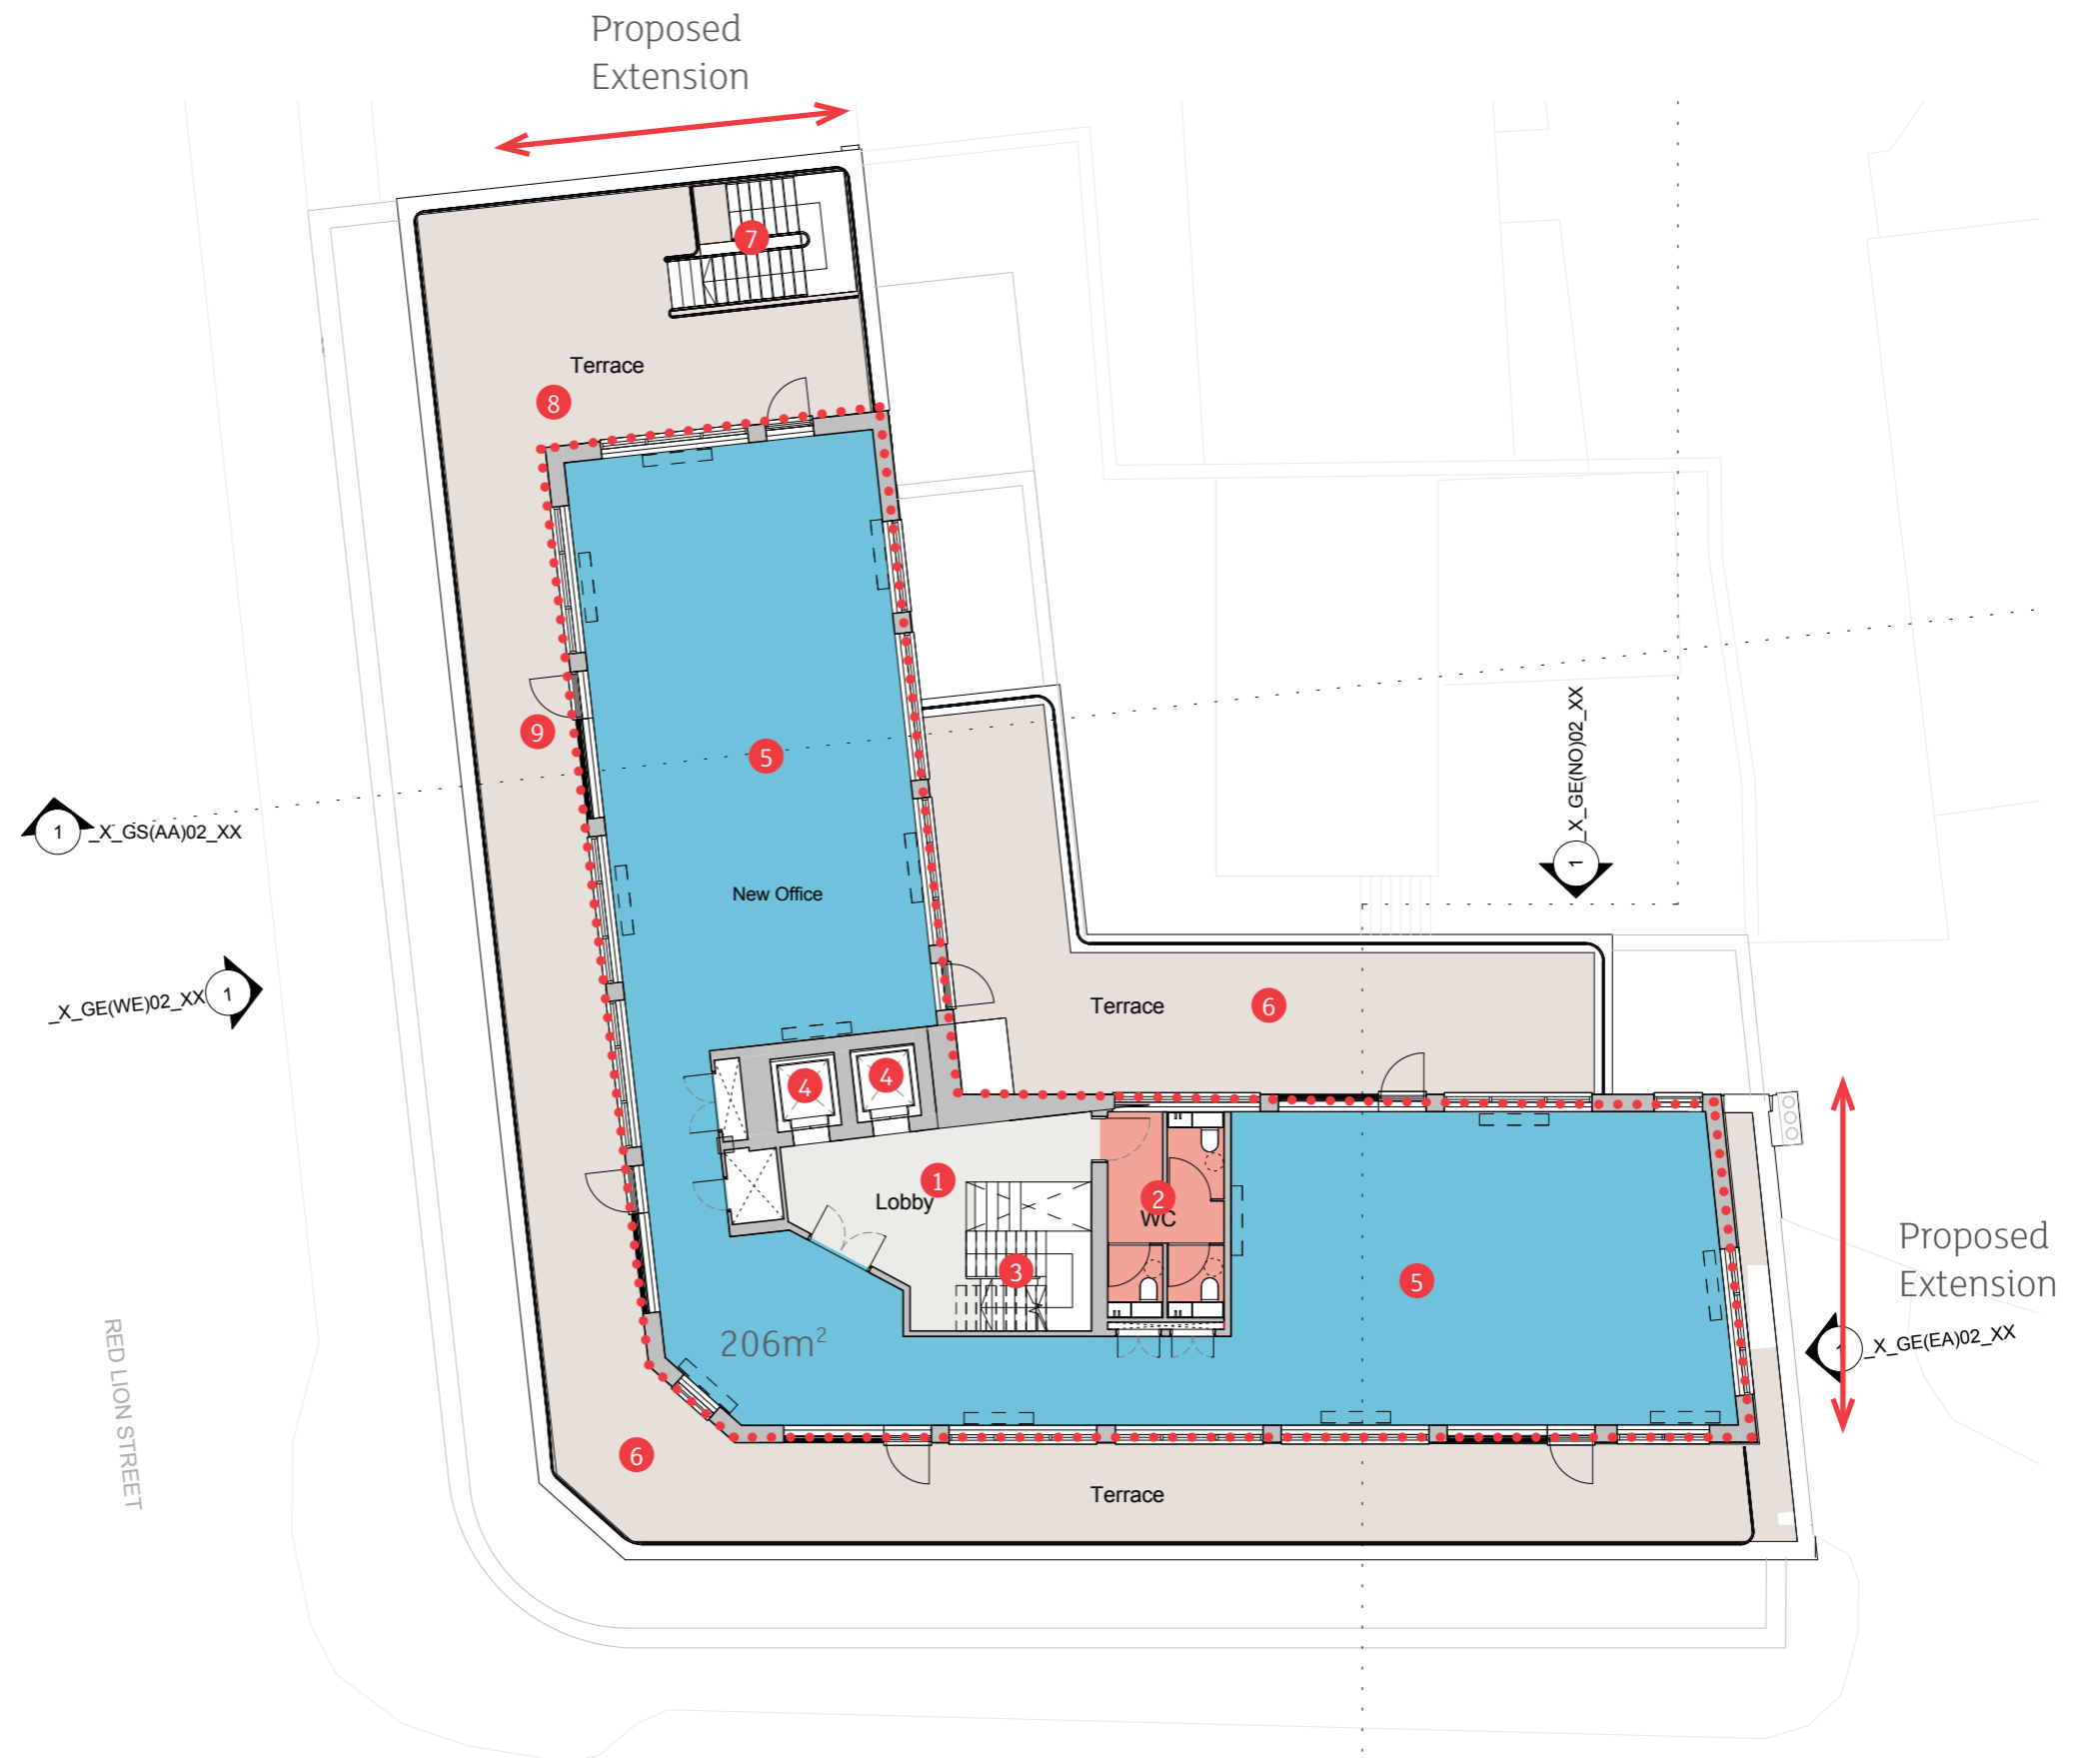 Proposed
Extension
7
Terrace
8
9
5
_X_GE(NO)02_XX
1
1
_X_GS(AA)02_XX
New Office
_X_GE(WE)02_XX
1
Terrace
6
4
4
1
Lobby
2
WC
3
5
Proposed
Extension
206m²
1
_X_GE(EA)02_XX
RED LION STREET
6
Terrace